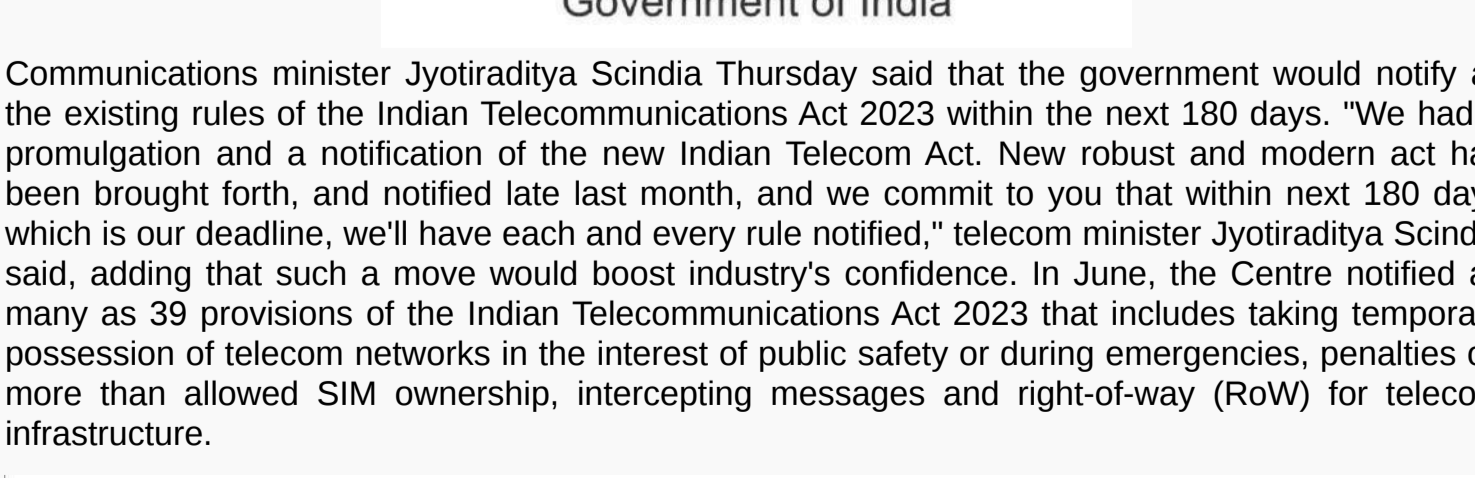 Government of India
Communications minister Jyotiraditya Scindia Thursday said that the government would notify
the existing rules of the Indian Telecommunications Act 2023 within the next 180 days. "We had
promulgation and a notification of the new Indian Telecom Act. New robust and modern act ha
been brought forth, and notified late last month, and we commit to you that within next 180 day
which is our deadline, we'll have each and every rule notified," telecom minister Jyotiraditya Scind
said, adding that such a move would boost industry's confidence. In June, the Centre notified a
many as 39 provisions of the Indian Telecommunications Act 2023 that includes taking tempora
possession of telecom networks in the interest of public safety or during emergencies, penalties
more than allowed SIM ownership, intercepting messages and right-of-way (RoW) for teleco
infrastructure.